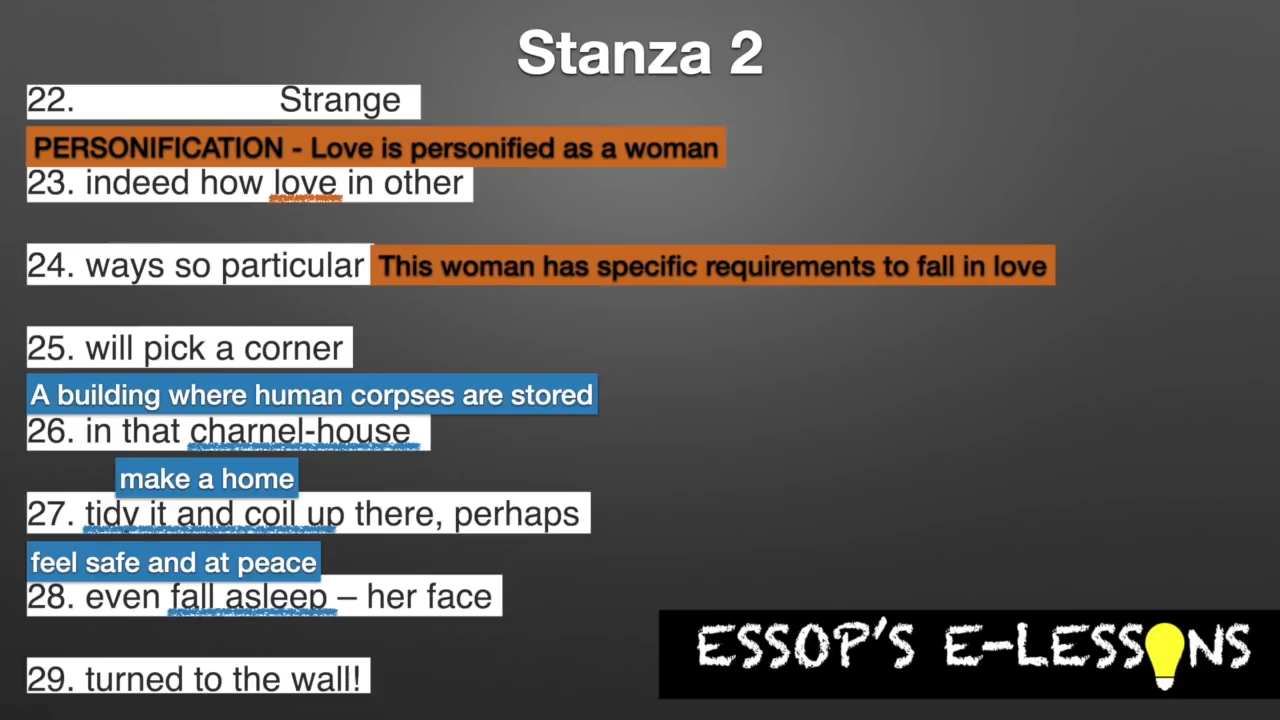 Stanza 2
22. Strange
PERSONIFICATION - Love is personified as a woman
23. indeed how love in other
24. ways so particular This woman has specific requirements to fall in love
25. will pick a corner
A building where human corpses are stored
26. in that charnel-house
make a home
27. tidy it and coil up there, perhaps
feel safe and at peace
28. even fall asleep – her face
29. turned to the wall!
ESSOP'S E-LESSONS